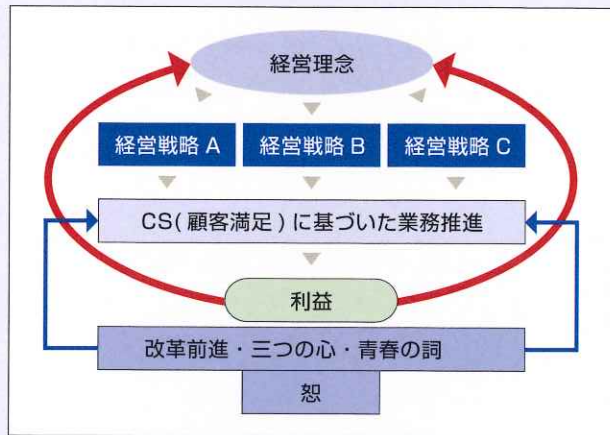 経営理念
経営戦略 A 経営戦略 B 経営戦略 C
CS( 顧客満足 ) に基づいた業務推進
利益
改革前進・三つの心・青春の詞
恕